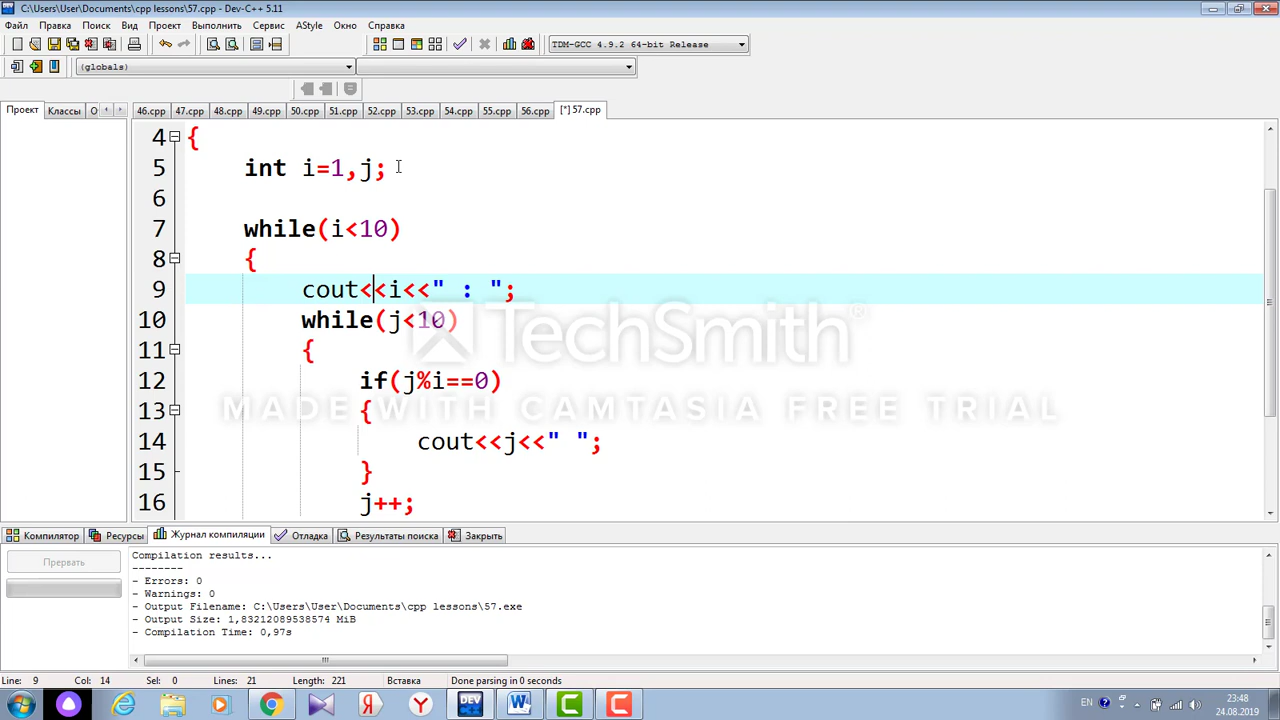 C:\Users\User\Documents\cpp lessons\57.cpp - Dev-C++ 5.11
Файл Правка Поиск Вид Проект Выполнить Сервис AStyle Окно Справка
TDM-GCC 4.9.2 64-bit Release
(globals)
Проект Классы О
46.cpp 47.cpp 48.cpp 49.cpp 50.cpp 51.cpp 52.cpp 53.cpp 54.cpp 55.cpp 56.cpp [*] 57.cpp
4 {
5 int i=1,j;
6
7 while(i<10)
8 {
9 cout<<i<<" : ";
10 while(j<10)
11 {
12 if(j%i==0)
13 {
14 cout<<j<<" ";
15 }
16 j++;
TechSmith®
MADE WITH CAMTASIA FREE TRIAL
Компилятор Ресурсы Журнал компиляции Отладка Результаты поиска Закрыть
Прервать
Compilation results...
--------
- Errors: 0
- Warnings: 0
- Output Filename: C:\Users\User\Documents\cpp lessons\57.exe
- Output Size: 1,83212089538574 MiB
- Compilation Time: 0,97s
Line: 9 Col: 14 Sel: 0 Lines: 21 Length: 221 Вставка Done parsing in 0 seconds
EN 23:48
24.08.2019